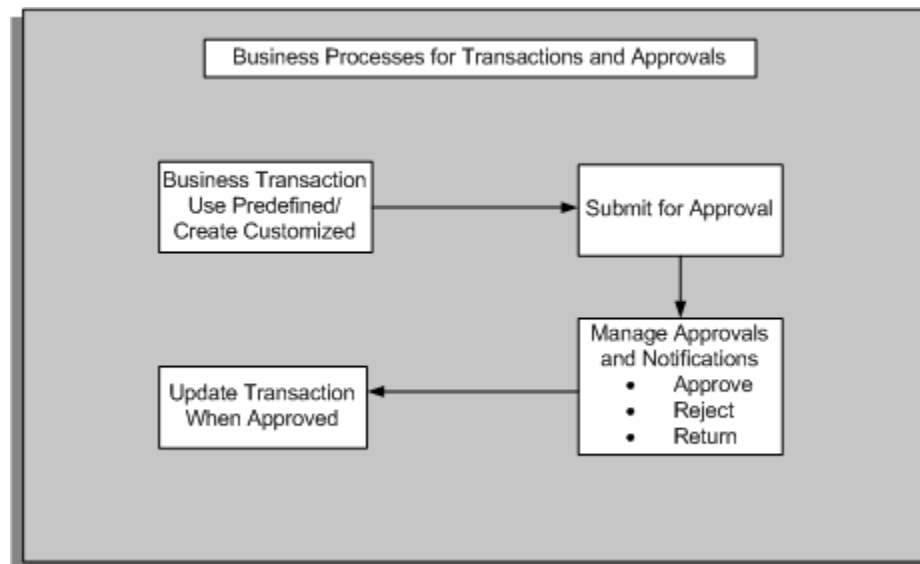 Business Processes for Transactions and Approvals
Business Transaction
Use Predefined/
Create Customized
Submit for Approval
Manage Approvals
and Notifications
• Approve
• Reject
• Return
Update Transaction
When Approved